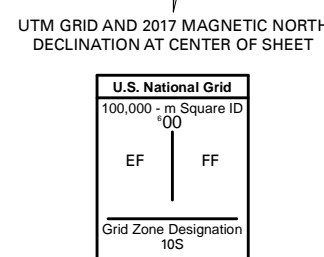 UTM GRID AND 2017 MAGNETIC NORTH
DECLINATION AT CENTER OF SHEET
U.S. National Grid
100,000 - m Square ID
⁶00
EF FF
Grid Zone Designation
10S